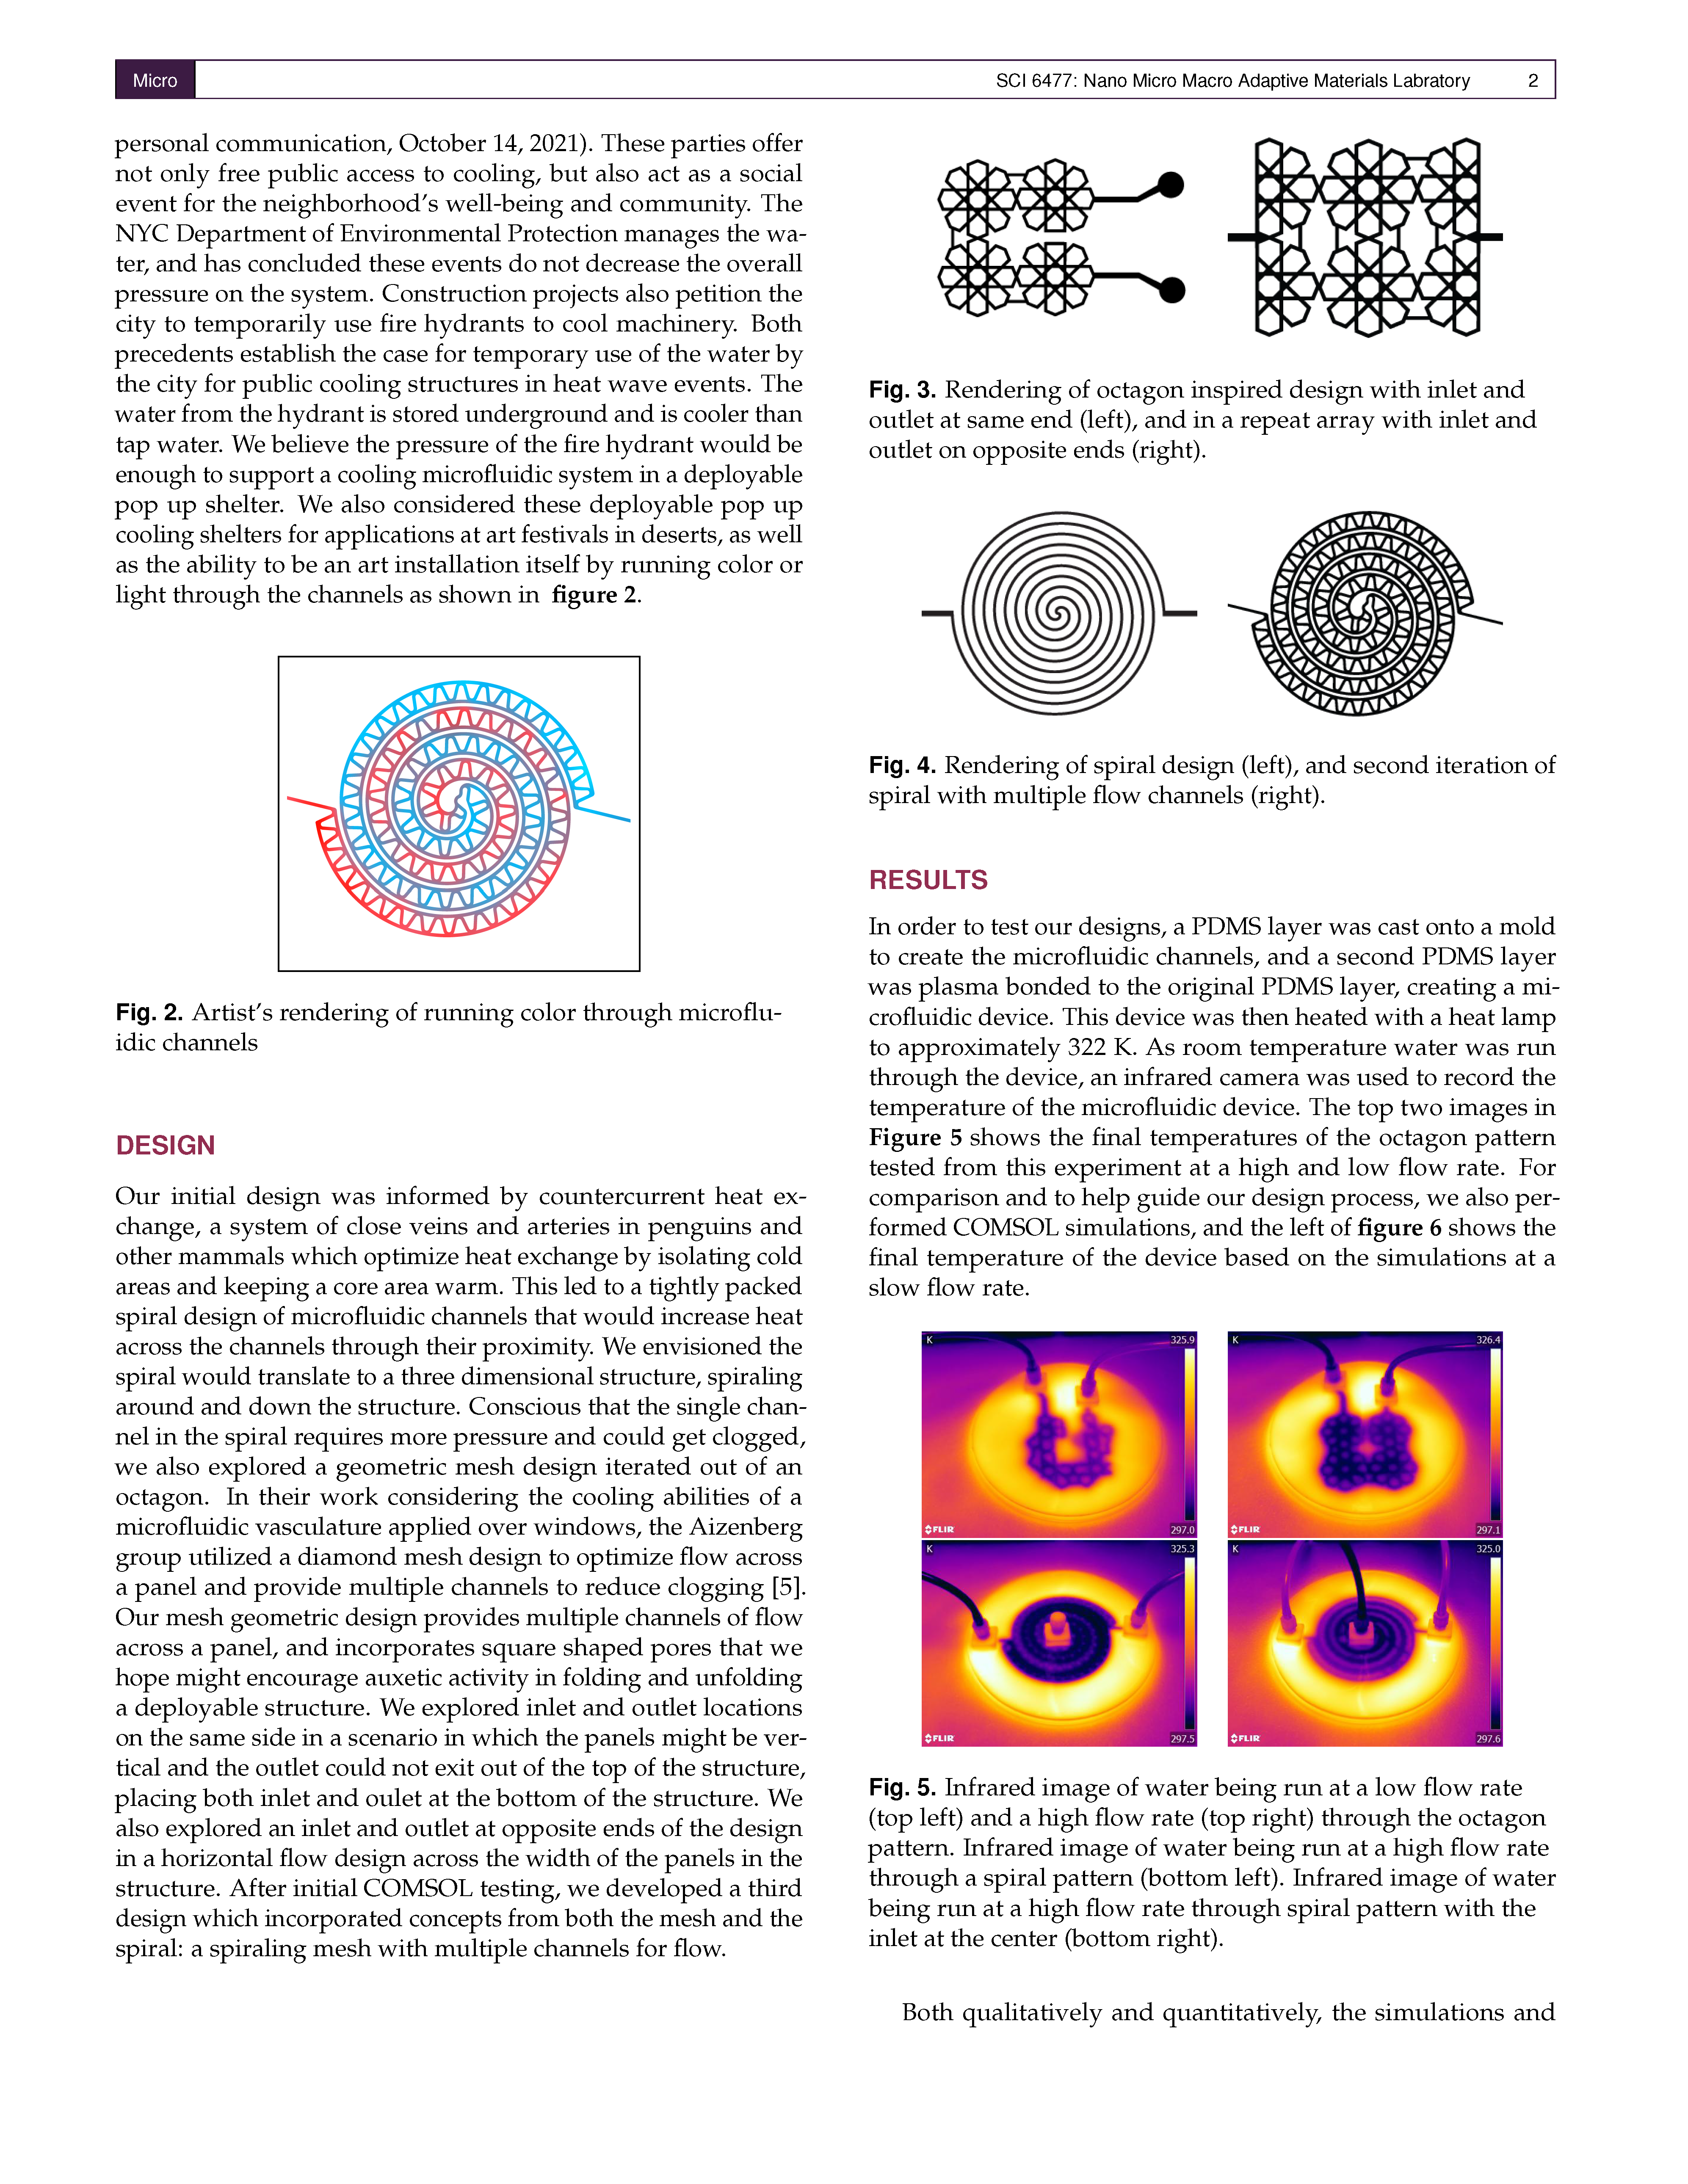 Micro
SCI 6477: Nano Micro Macro Adaptive Materials Labratory
2
personal communication, October 14, 2021). These parties offer
not only free public access to cooling, but also act as a social
event for the neighborhood's well-being and community. The
NYC Department of Environmental Protection manages the wa-
ter, and has concluded these events do not decrease the overall
pressure on the system. Construction projects also petition the
city to temporarily use fire hydrants to cool machinery. Both
precedents establish the case for temporary use of the water by
the city for public cooling structures in heat wave events. The
water from the hydrant is stored underground and is cooler than
tap water. We believe the pressure of the fire hydrant would be
enough to support a cooling microfluidic system in a deployable
pop up shelter. We also considered these deployable pop up
cooling shelters for applications at art festivals in deserts, as well
as the ability to be an art installation itself by running color or
light through the channels as shown in figure 2.
Fig. 2. Artist's rendering of running color through microflu-
idic channels
DESIGN
Our initial design was informed by countercurrent heat ex-
change, a system of close veins and arteries in penguins and
other mammals which optimize heat exchange by isolating cold
areas and keeping a core area warm. This led to a tightly packed
spiral design of microfluidic channels that would increase heat
across the channels through their proximity. We envisioned the
spiral would translate to a three dimensional structure, spiraling
around and down the structure. Conscious that the single chan-
nel in the spiral requires more pressure and could get clogged,
we also explored a geometric mesh design iterated out of an
octagon. In their work considering the cooling abilities of a
microfluidic vasculature applied over windows, the Aizenberg
group utilized a diamond mesh design to optimize flow across
a panel and provide multiple channels to reduce clogging [5].
Our mesh geometric design provides multiple channels of flow
across a panel, and incorporates square shaped pores that we
hope might encourage auxetic activity in folding and unfolding
a deployable structure. We explored inlet and outlet locations
on the same side in a scenario in which the panels might be ver-
tical and the outlet could not exit out of the top of the structure,
placing both inlet and oulet at the bottom of the structure. We
also explored an inlet and outlet at opposite ends of the design
in a horizontal flow design across the width of the panels in the
structure. After initial COMSOL testing, we developed a third
design which incorporated concepts from both the mesh and the
spiral: a spiraling mesh with multiple channels for flow.
Fig. 3. Rendering of octagon inspired design with inlet and
outlet at same end (left), and in a repeat array with inlet and
outlet on opposite ends (right).
Fig. 4. Rendering of spiral design (left), and second iteration of
spiral with multiple flow channels (right).
RESULTS
In order to test our designs, a PDMS layer was cast onto a mold
to create the microfluidic channels, and a second PDMS layer
was plasma bonded to the original PDMS layer, creating a mi-
crofluidic device. This device was then heated with a heat lamp
to approximately 322 K. As room temperature water was run
through the device, an infrared camera was used to record the
temperature of the microfluidic device. The top two images in
Figure 5 shows the final temperatures of the octagon pattern
tested from this experiment at a high and low flow rate. For
comparison and to help guide our design process, we also per-
formed COMSOL simulations, and the left of figure 6 shows the
final temperature of the device based on the simulations at a
slow flow rate.
K 325.9
FLIR 297.0
K 326.4
FLIR 297.1
K 325.3
FLIR 297.5
K 325.0
FLIR 297.6
Fig. 5. Infrared image of water being run at a low flow rate
(top left) and a high flow rate (top right) through the octagon
pattern. Infrared image of water being run at a high flow rate
through a spiral pattern (bottom left). Infrared image of water
being run at a high flow rate through spiral pattern with the
inlet at the center (bottom right).
Both qualitatively and quantitatively, the simulations and